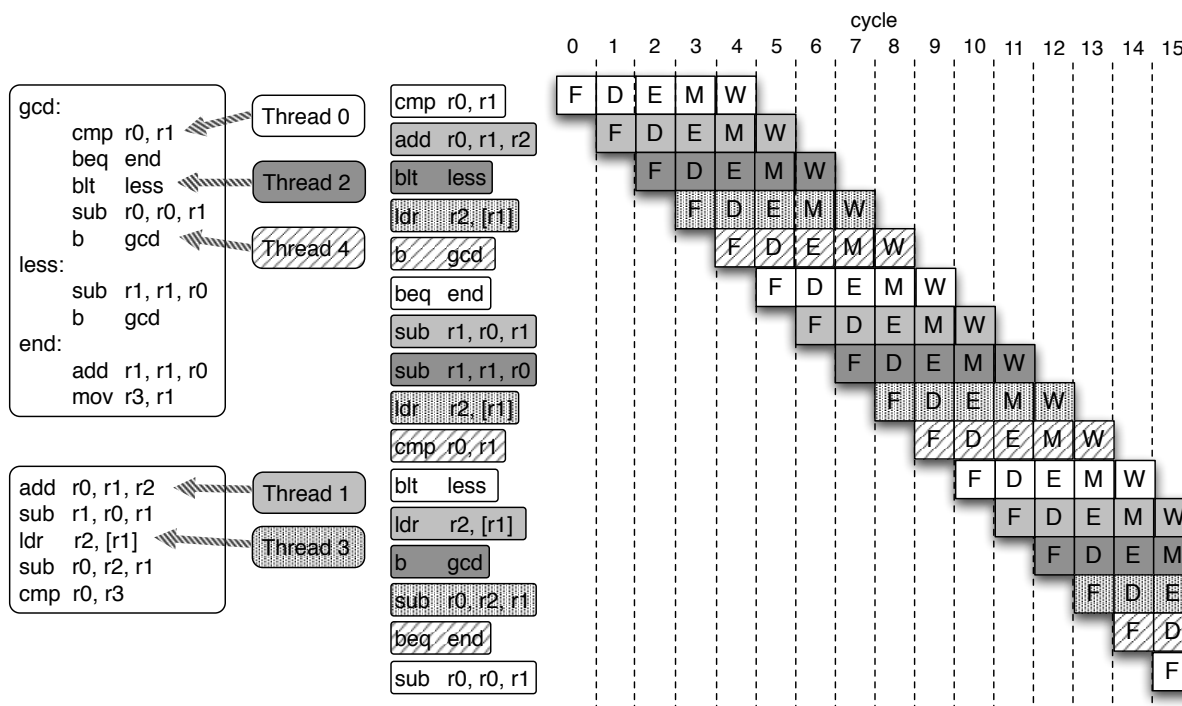 cycle
0 1 2 3 4 5 6 7 8 9 10 11 12 13 14 15
gcd:
cmp r0, r1
beq end
blt less
sub r0, r0, r1
b gcd
less:
sub r1, r1, r0
b gcd
end:
add r1, r1, r0
mov r3, r1
Thread 0
Thread 2
Thread 4
add r0, r1, r2
sub r1, r0, r1
ldr r2, [r1]
sub r0, r2, r1
cmp r0, r3
Thread 1
Thread 3
cmp r0, r1 F D E M W
add r0, r1, r2 F D E M W
blt less F D E M W
ldr r2, [r1] F D E M W
b gcd F D E M W
beq end F D E M W
sub r1, r0, r1 F D E M W
sub r1, r1, r0 F D E M W
ldr r2, [r1] F D E M W
cmp r0, r1 F D E M W
blt less F D E M W
ldr r2, [r1] F D E M W
b gcd F D E M
sub r0, r2, r1 F D E
beq end F D
sub r0, r0, r1 F